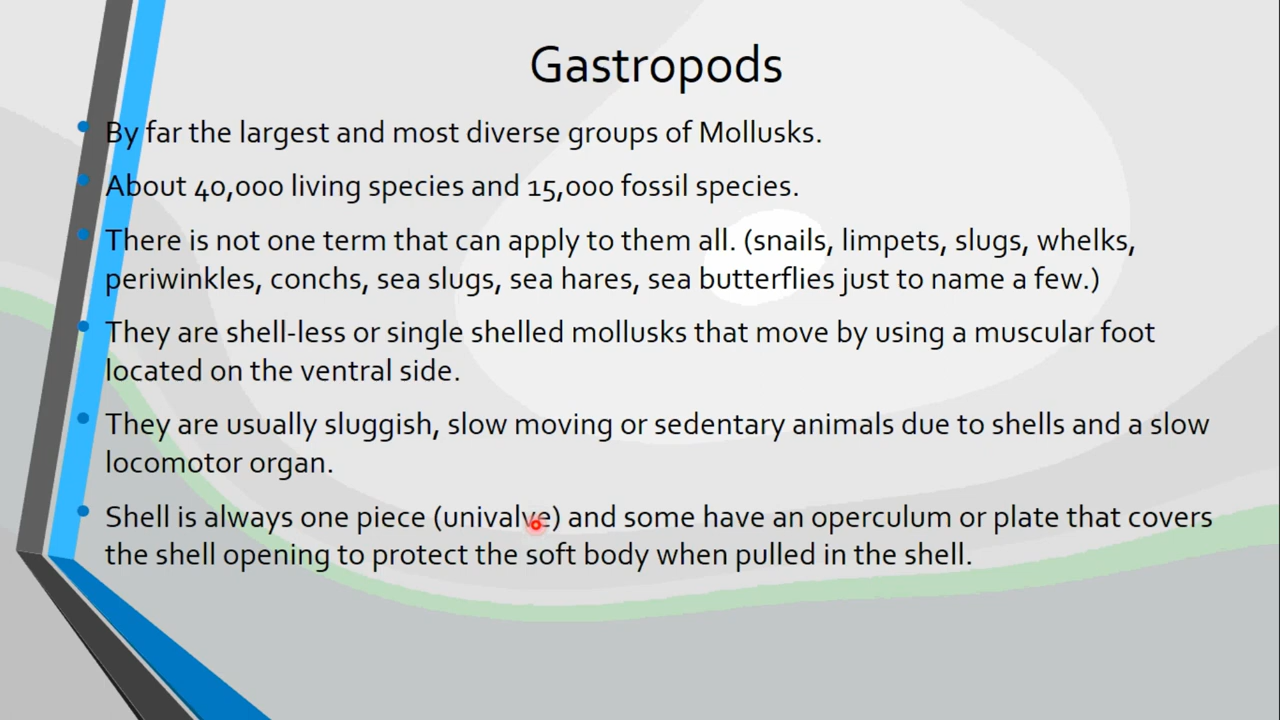 Gastropods
By far the largest and most diverse groups of Mollusks.
About 40,000 living species and 15,000 fossil species.
There is not one term that can apply to them all. (snails, limpets, slugs, whelks,
periwinkles, conchs, sea slugs, sea hares, sea butterflies just to name a few.)
They are shell-less or single shelled mollusks that move by using a muscular foot
located on the ventral side.
They are usually sluggish, slow moving or sedentary animals due to shells and a slow
locomotor organ.
Shell is always one piece (univalve) and some have an operculum or plate that covers
the shell opening to protect the soft body when pulled in the shell.